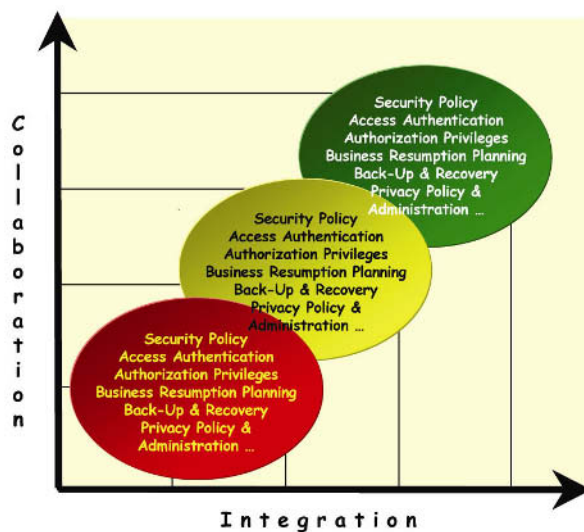 Collaboration
Security Policy
Access Authentication
Authorization Privileges
Business Resumption Planning
Back-Up & Recovery
Privacy Policy &
Administration ...
Security Policy
Access Authentication
Authorization Privileges
Business Resumption Planning
Back-Up & Recovery
Privacy Policy &
Administration ...
Security Policy
Access Authentication
Authorization Privileges
Business Resumption Planning
Back-Up & Recovery
Privacy Policy &
Administration ...
Integration